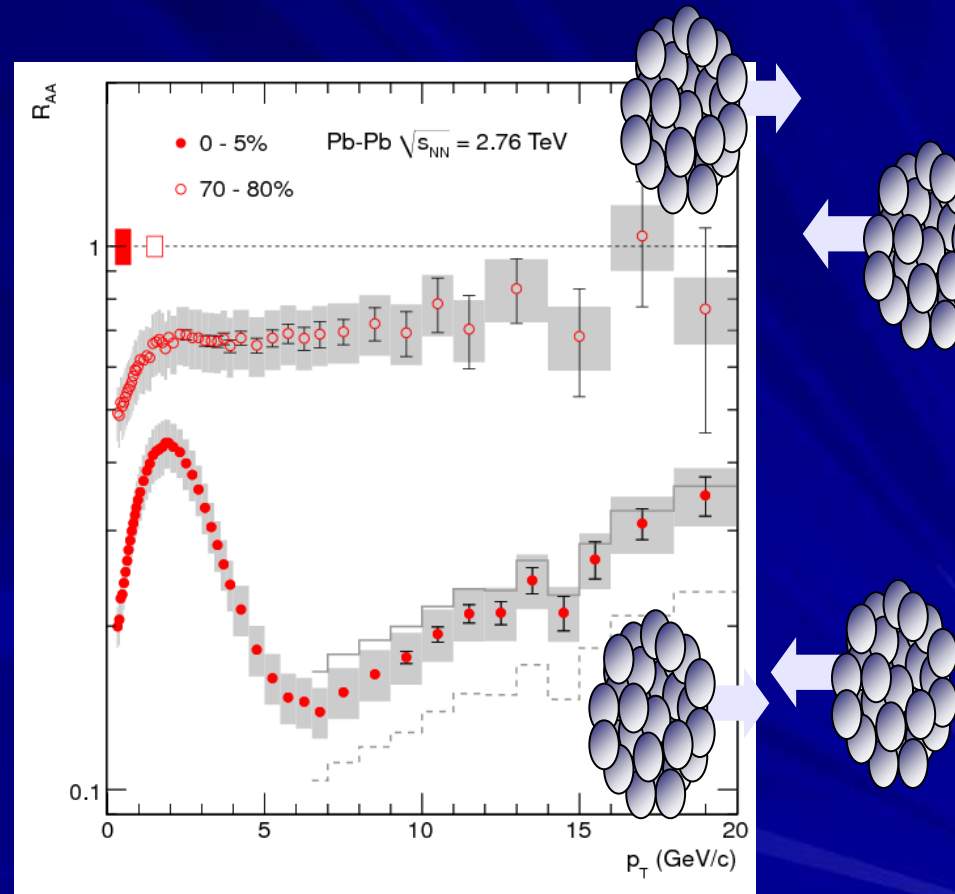 R_AA
0 - 5%
Pb-Pb √s_NN = 2.76 TeV
70 - 80%
1
0.1
0
5
10
15
20
p_T (GeV/c)